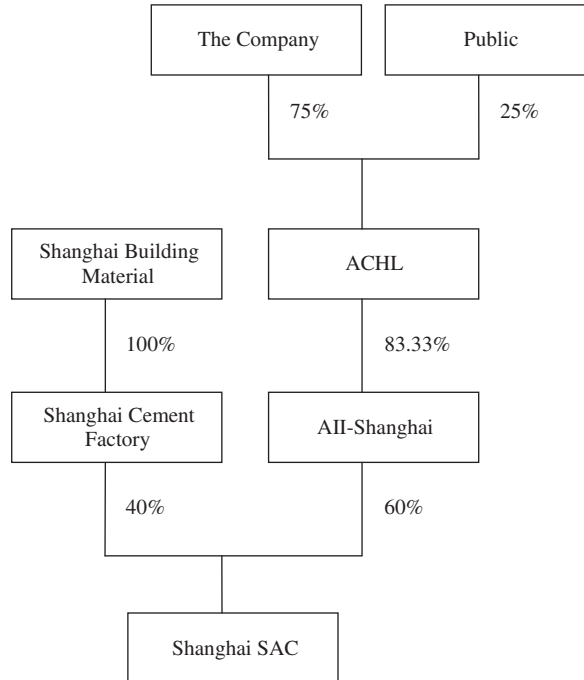 The Company
Public
75%
25%
Shanghai Building
Material
ACHL
100%
83.33%
Shanghai Cement
Factory
AII-Shanghai
40%
60%
Shanghai SAC